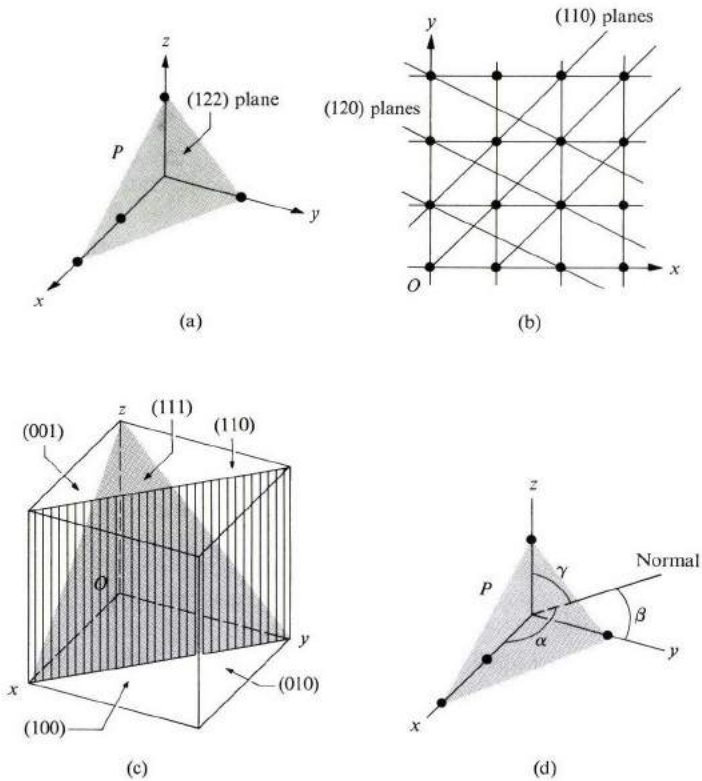 z
(122) plane
P
y
x
(a)
y
(110) planes
(120) planes
O
x
(b)
z
(111)
(001)
(110)
O
y
x
(010)
(100)
(c)
z
Normal
γ
P
β
α
y
x
(d)